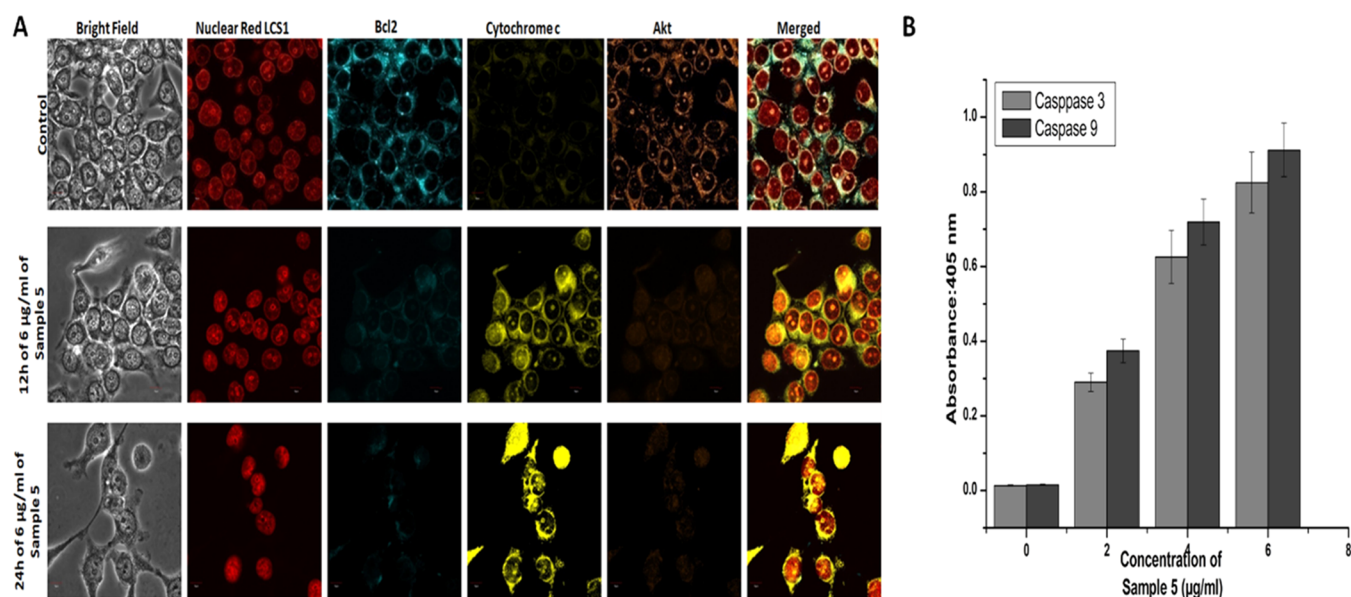 A
Bright Field
Nuclear Red LCS1
Bcl2
Cytochrome c
Akt
Merged
Control
12h of 6 µg/ml of
Sample 5
24h of 6 µg/ml of
Sample 5
B
Casppase 3
Caspase 9
Absorbance:405 nm
1.0
0.8
0.6
0.4
0.2
0.0
0
2
4
6
8
Concentration of
Sample 5 (µg/ml)